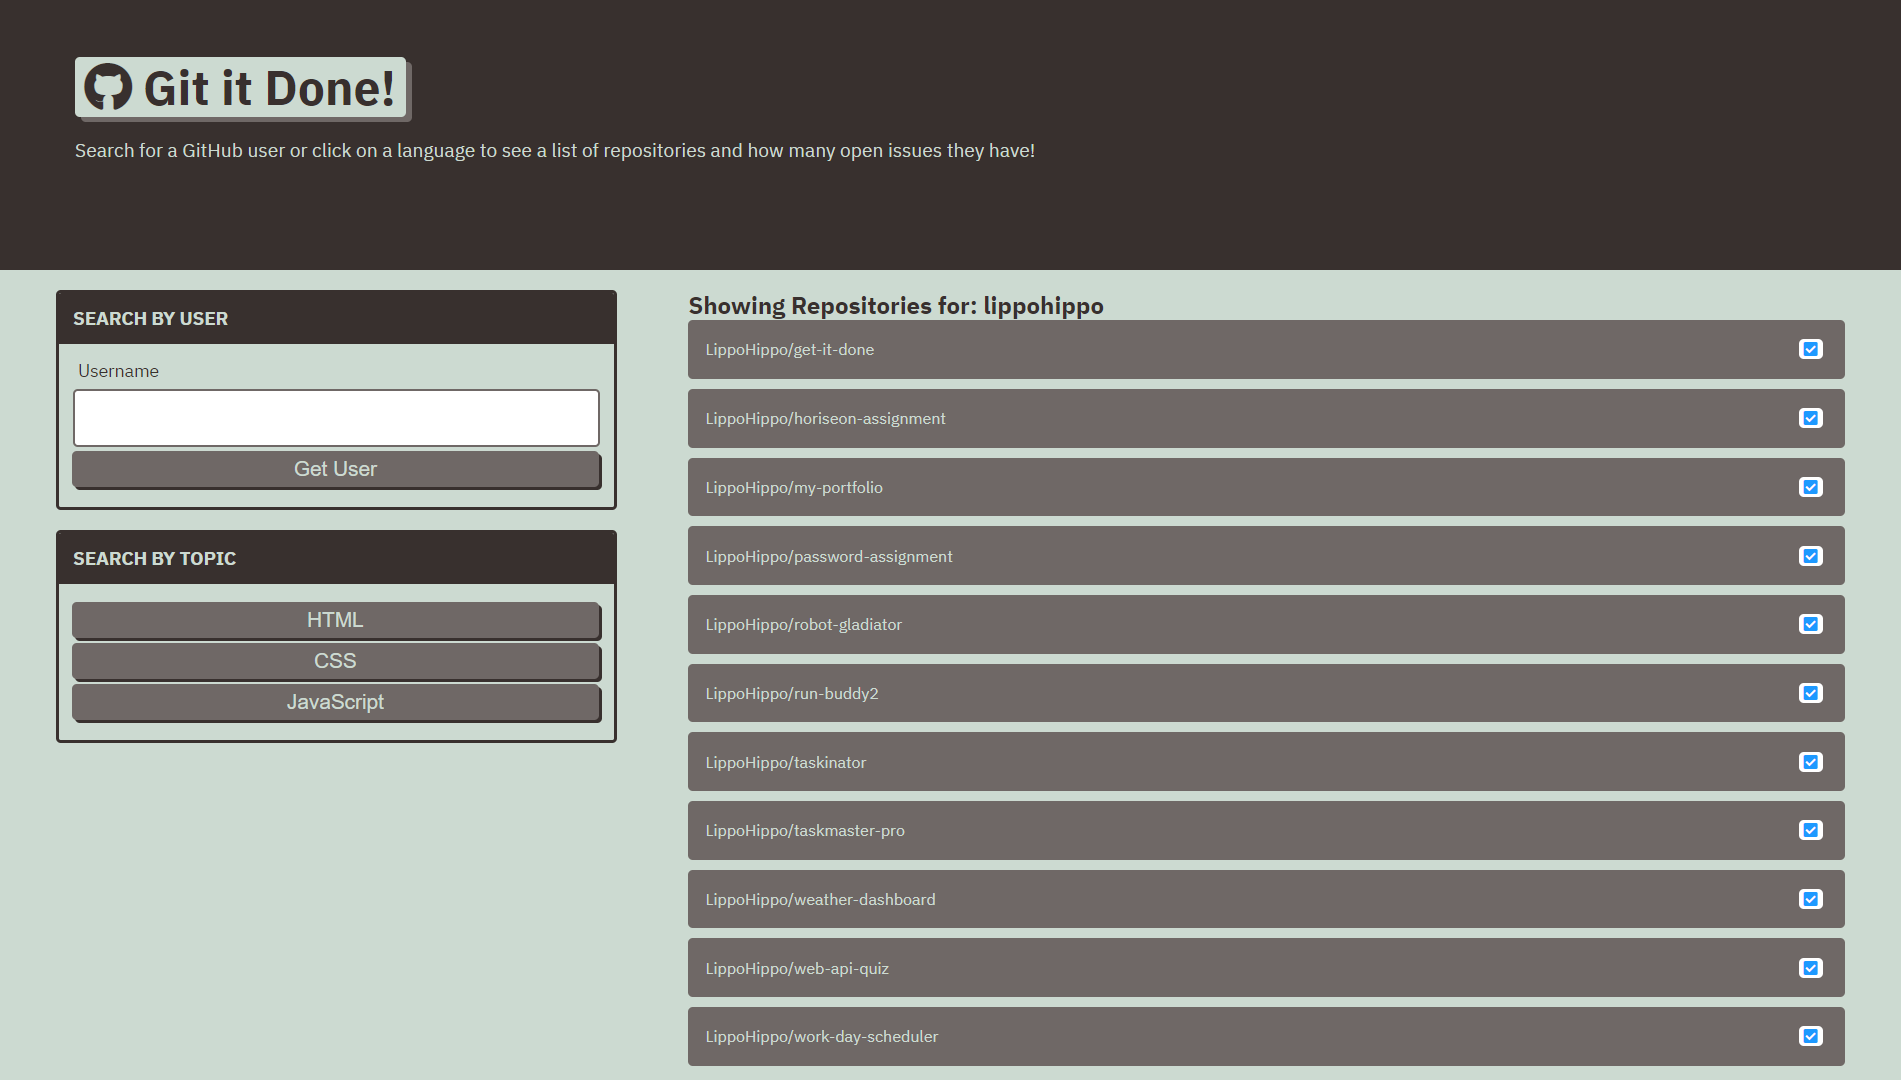 Git it Done!
Search for a GitHub user or click on a language to see a list of repositories and how many open issues they have!
SEARCH BY USER
Username
Get User
SEARCH BY TOPIC
HTML
CSS
JavaScript
Showing Repositories for: lippohippo
LippoHippo/get-it-done
LippoHippo/horiseon-assignment
LippoHippo/my-portfolio
LippoHippo/password-assignment
LippoHippo/robot-gladiator
LippoHippo/run-buddy2
LippoHippo/taskinator
LippoHippo/taskmaster-pro
LippoHippo/weather-dashboard
LippoHippo/web-api-quiz
LippoHippo/work-day-scheduler